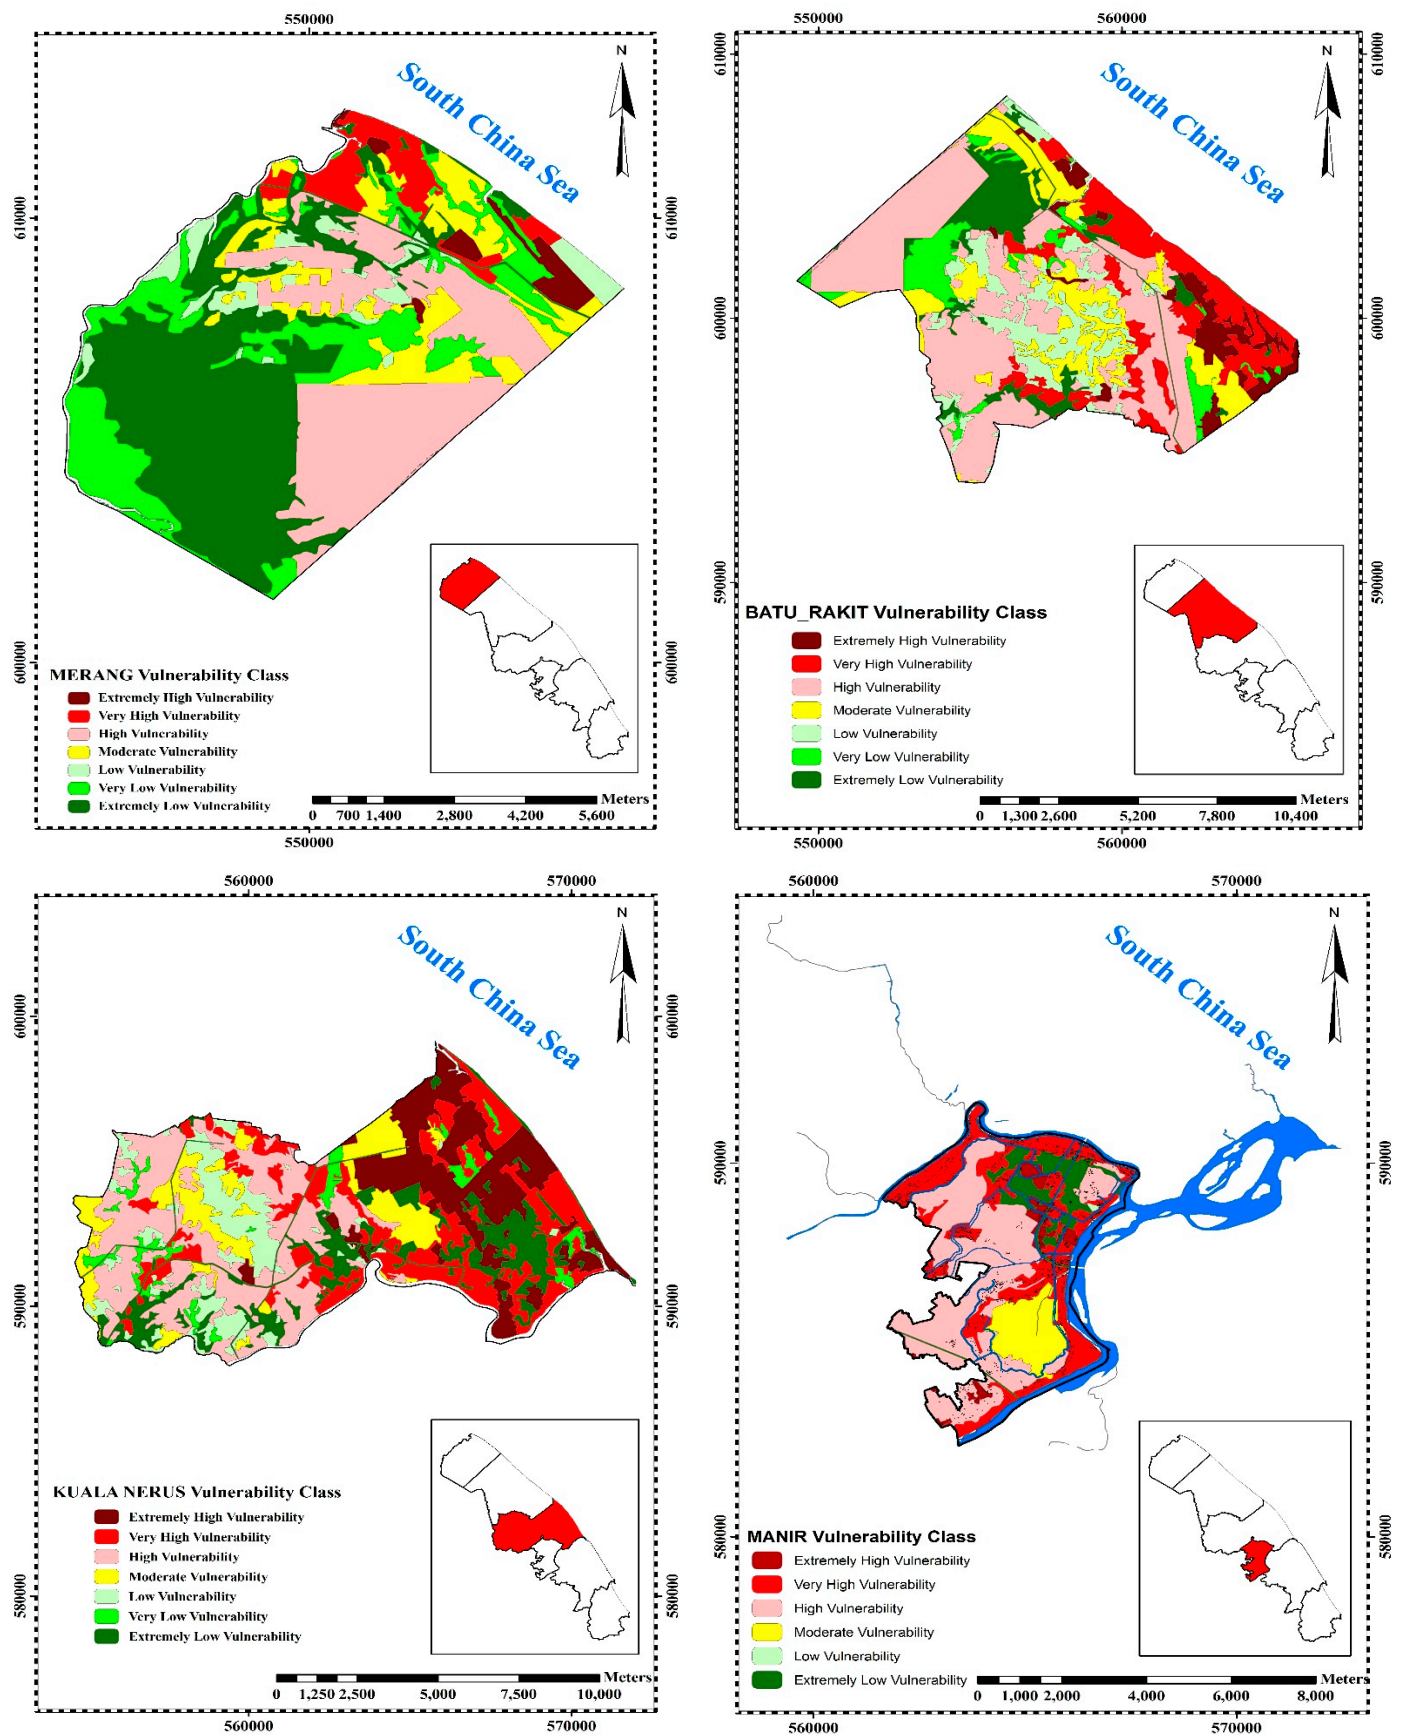 550000
N
South China Sea
610000
600000
MERANG Vulnerability Class
Extremely High Vulnerability
Very High Vulnerability
High Vulnerability
Moderate Vulnerability
Low Vulnerability
Very Low Vulnerability
Extremely Low Vulnerability
Meters
0 700 1,400 2,800 4,200 5,600
550000
550000 560000
N
South China Sea
610000 610000
600000 600000
590000 590000
BATU_RAKIT Vulnerability Class
Extremely High Vulnerability
Very High Vulnerability
High Vulnerability
Moderate Vulnerability
Low Vulnerability
Very Low Vulnerability
Extremely Low Vulnerability
Meters
0 1,300 2,600 5,200 7,800 10,400
550000 560000
560000 570000
N
South China Sea
600000
590000
580000
KUALA NERUS Vulnerability Class
Extremely High Vulnerability
Very High Vulnerability
High Vulnerability
Moderate Vulnerability
Low Vulnerability
Very Low Vulnerability
Extremely Low Vulnerability
Meters
0 1,250 2,500 5,000 7,500 10,000
560000 570000
560000 570000
N
South China Sea
590000 590000
580000 580000
MANIR Vulnerability Class
Extremely High Vulnerability
Very High Vulnerability
High Vulnerability
Moderate Vulnerability
Low Vulnerability
Extremely Low Vulnerability
Meters
0 1,000 2,000 4,000 6,000 8,000
560000 570000